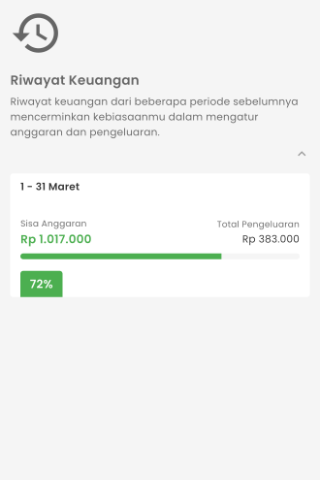 Riwayat Keuangan
Riwayat keuangan dari beberapa periode sebelumnya
mencerminkan kebiasaanmu dalam mengatur
anggaran dan pengeluaran.
1 - 31 Maret
Sisa Anggaran
Total Pengeluaran
Rp 1.017.000
Rp 383.000
72%